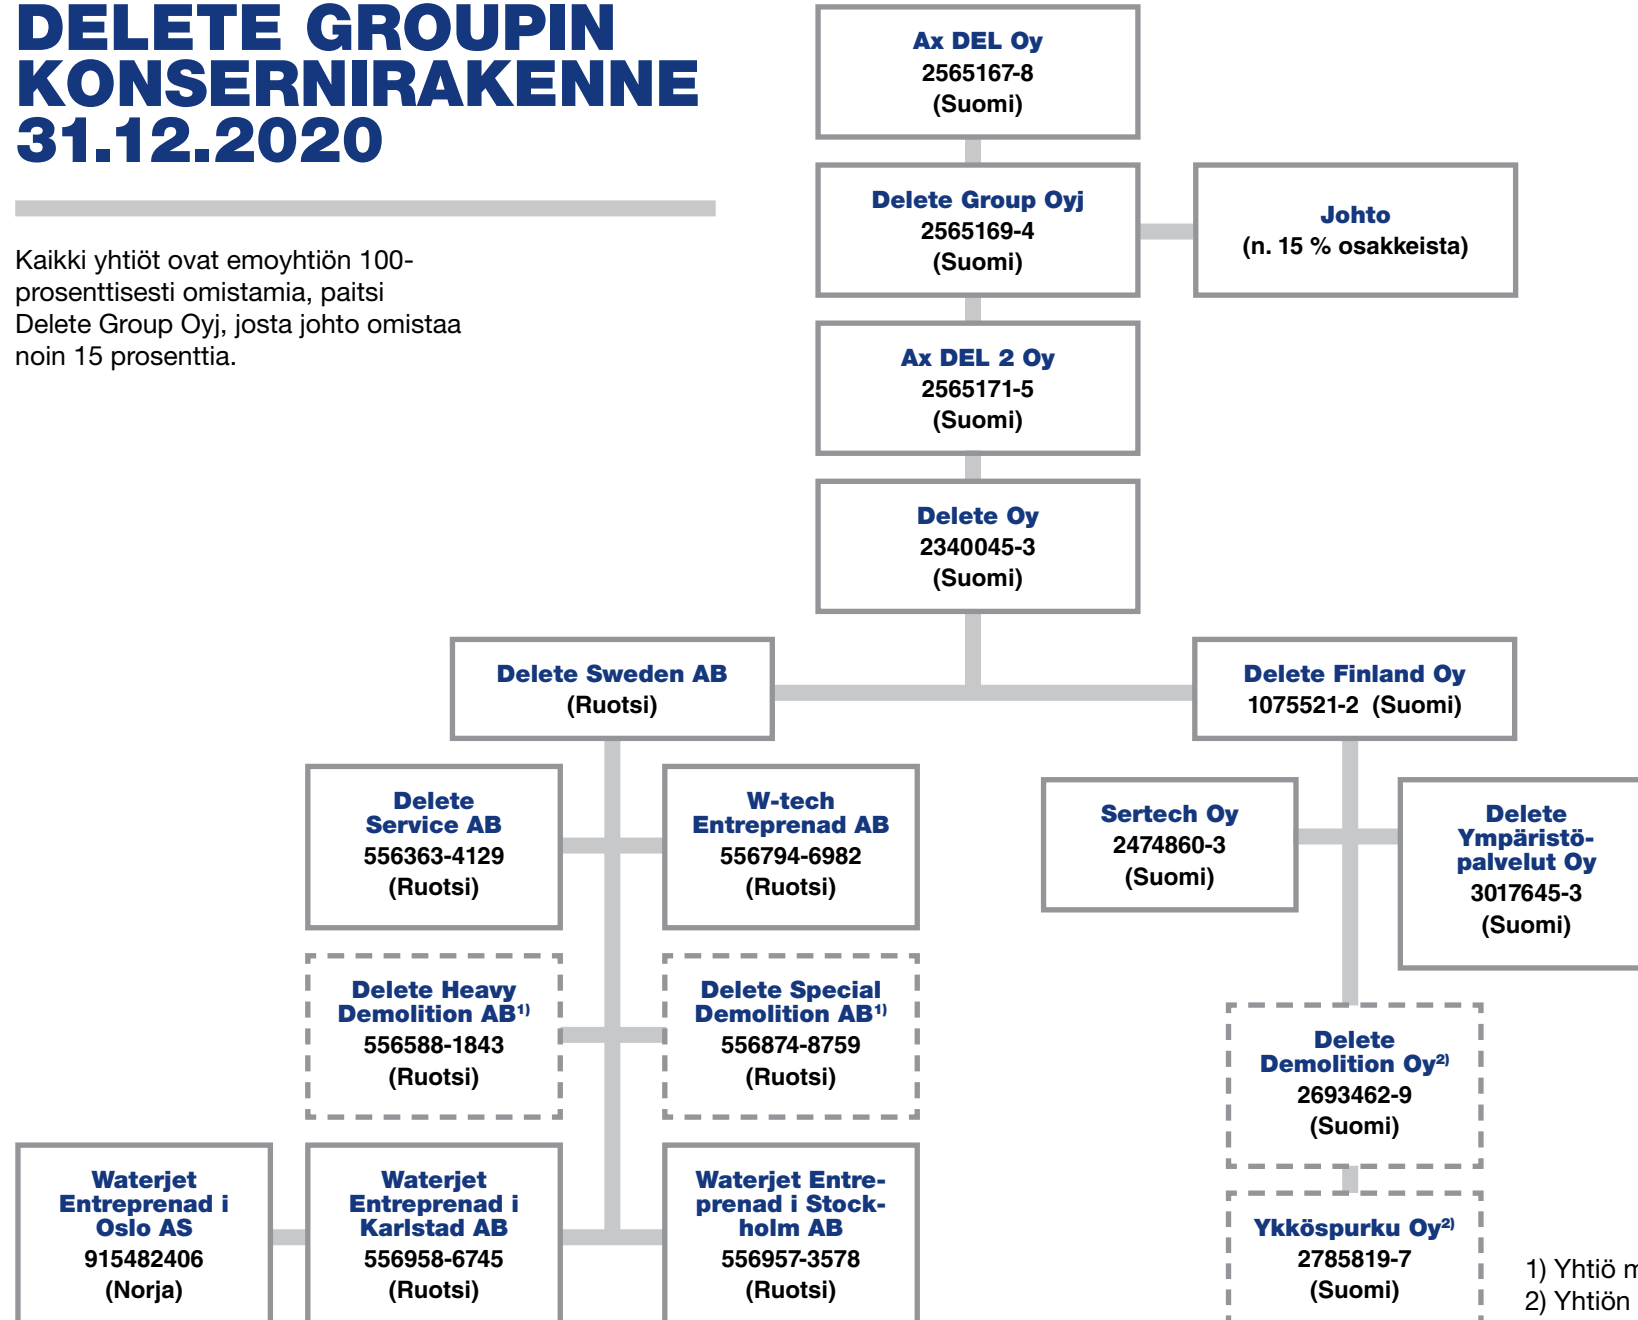 DELETE GROUPIN
KONSERNIRAKENNE
31.12.2020
Kaikki yhtiöt ovat emoyhtiön 100-
prosenttisesti omistamia, paitsi
Delete Group Oyj, josta johto omistaa
noin 15 prosenttia.
Ax DEL Oy
2565167-8
(Suomi)
Delete Group Oyj
2565169-4
(Suomi)
Johto
(n. 15 % osakkeista)
Ax DEL 2 Oy
2565171-5
(Suomi)
Delete Oy
2340045-3
(Suomi)
Delete Sweden AB
(Ruotsi)
Delete Finland Oy
1075521-2 (Suomi)
Delete
Service AB
556363-4129
(Ruotsi)
W-tech
Entreprenad AB
556794-6982
(Ruotsi)
Sertech Oy
2474860-3
(Suomi)
Delete
Ympäristö-
palvelut Oy
3017645-3
(Suomi)
Delete Heavy
Demolition AB1)
556588-1843
(Ruotsi)
Delete Special
Demolition AB1)
556874-8759
(Ruotsi)
Delete
Demolition Oy2)
2693462-9
(Suomi)
Waterjet
Entreprenad i
Oslo AS
915482406
(Norja)
Waterjet
Entreprenad i
Karlstad AB
556958-6745
(Ruotsi)
Waterjet Entre-
prenad i Stock-
holm AB
556957-3578
(Ruotsi)
Ykköspurku Oy2)
2785819-7
(Suomi)
1) Yhtiö
2) Yhtiön